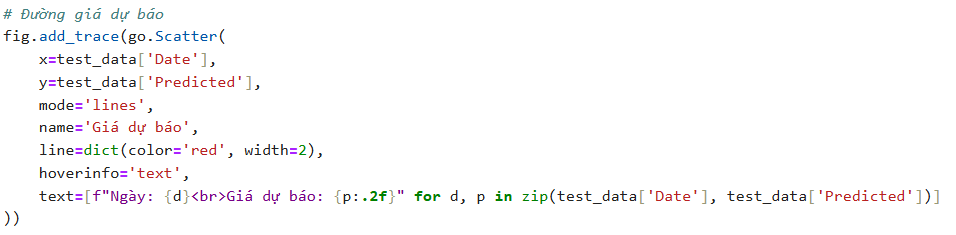 # Đường giá dự báo
fig.add_trace(go.Scatter(
    x=test_data['Date'],
    y=test_data['Predicted'],
    mode='lines',
    name='Giá dự báo',
    line=dict(color='red', width=2),
    hoverinfo='text',
    text=[f"Ngày: {d}<br>Giá dự báo: {p:.2f}" for d, p in zip(test_data['Date'], test_data['Predicted'])]
))